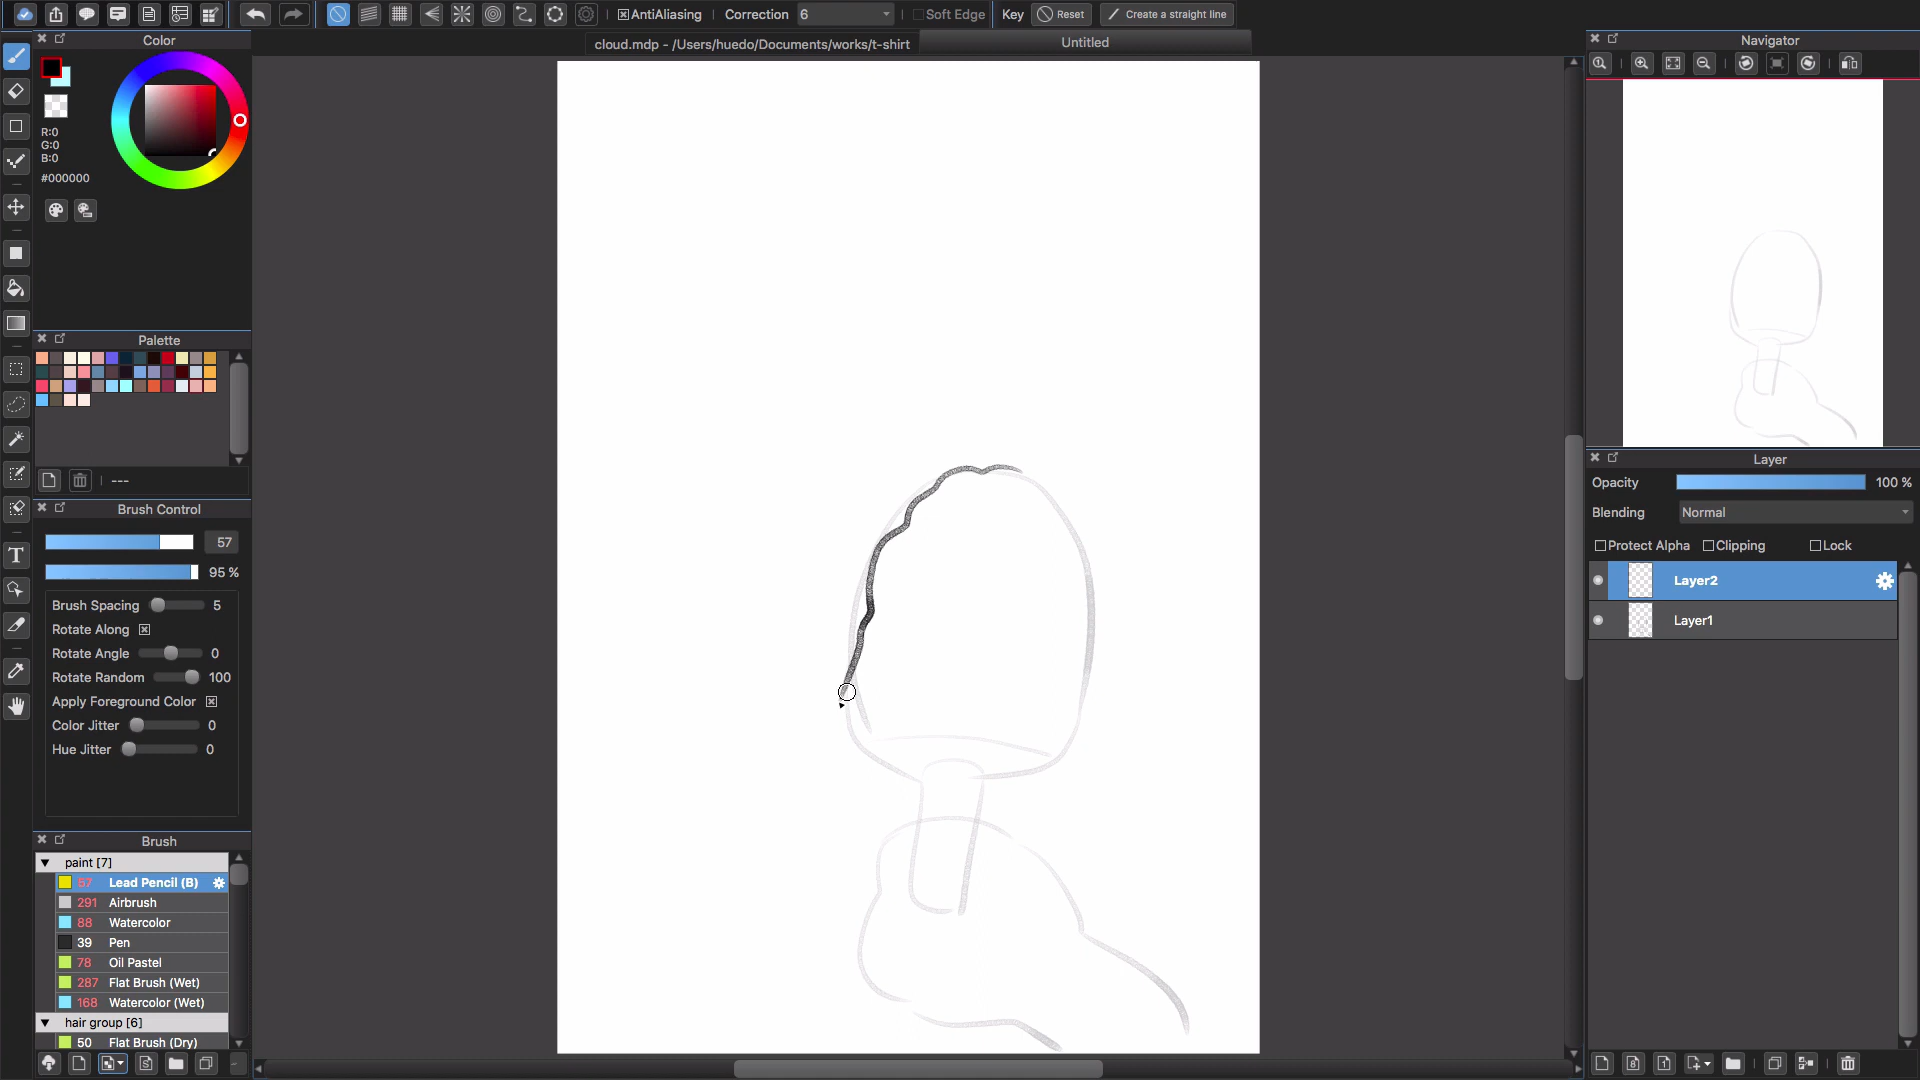 AntiAliasing
Correction 6
Soft Edge
Key
Reset
Create a straight line
cloud.mdp - /Users/huedo/Documents/works/t-shirt
Untitled
Color
R:0
G:0
B:0
#000000
Palette
---
Brush Control
57
95 %
Brush Spacing 5
Rotate Along
Rotate Angle 0
Rotate Random 100
Apply Foreground Color
Color Jitter 0
Hue Jitter 0
Brush
paint [7]
57 Lead Pencil (B)
291 Airbrush
88 Watercolor
39 Pen
78 Oil Pastel
287 Flat Brush (Wet)
168 Watercolor (Wet)
hair group [6]
50 Flat Brush (Dry)
Navigator
Layer
Opacity 100 %
Blending Normal
Protect Alpha Clipping Lock
Layer2
Layer1